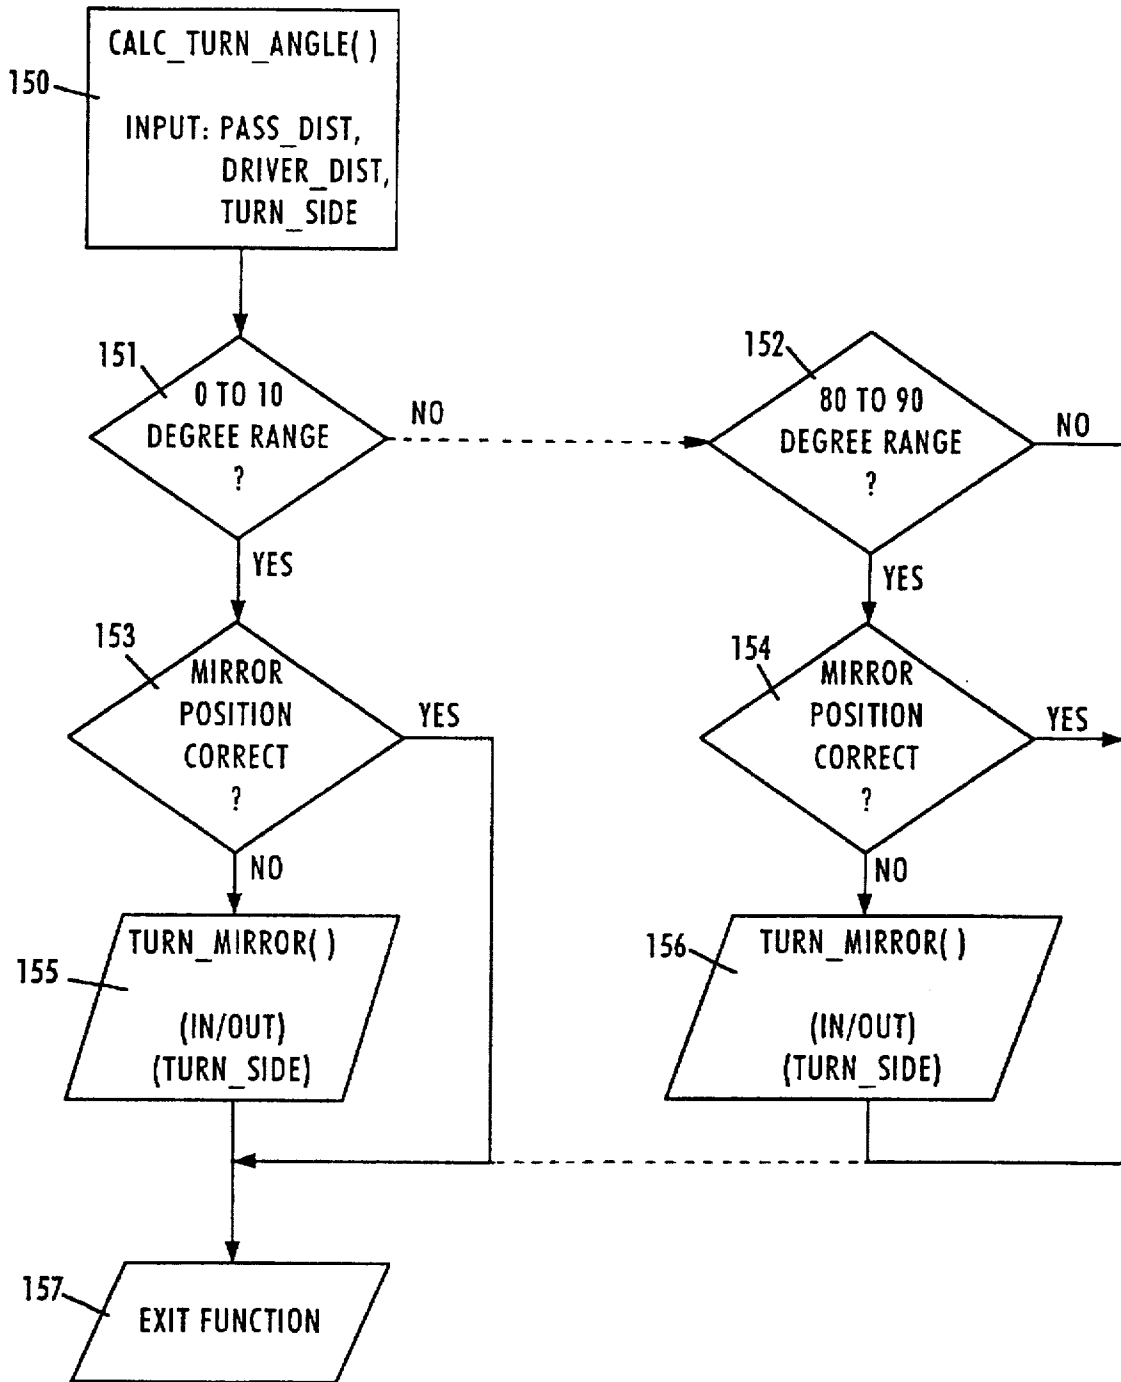 CALC_TURN_ANGLE( )
150
INPUT: PASS_DIST,
DRIVER_DIST,
TURN_SIDE
151
0 TO 10
DEGREE RANGE
?
NO
YES
152
80 TO 90
DEGREE RANGE
?
NO
YES
153
MIRROR
POSITION
CORRECT
?
YES
NO
154
MIRROR
POSITION
CORRECT
?
YES
NO
155
TURN_MIRROR( )
(IN/OUT)
(TURN_SIDE)
156
TURN_MIRROR( )
(IN/OUT)
(TURN_SIDE)
157
EXIT FUNCTION